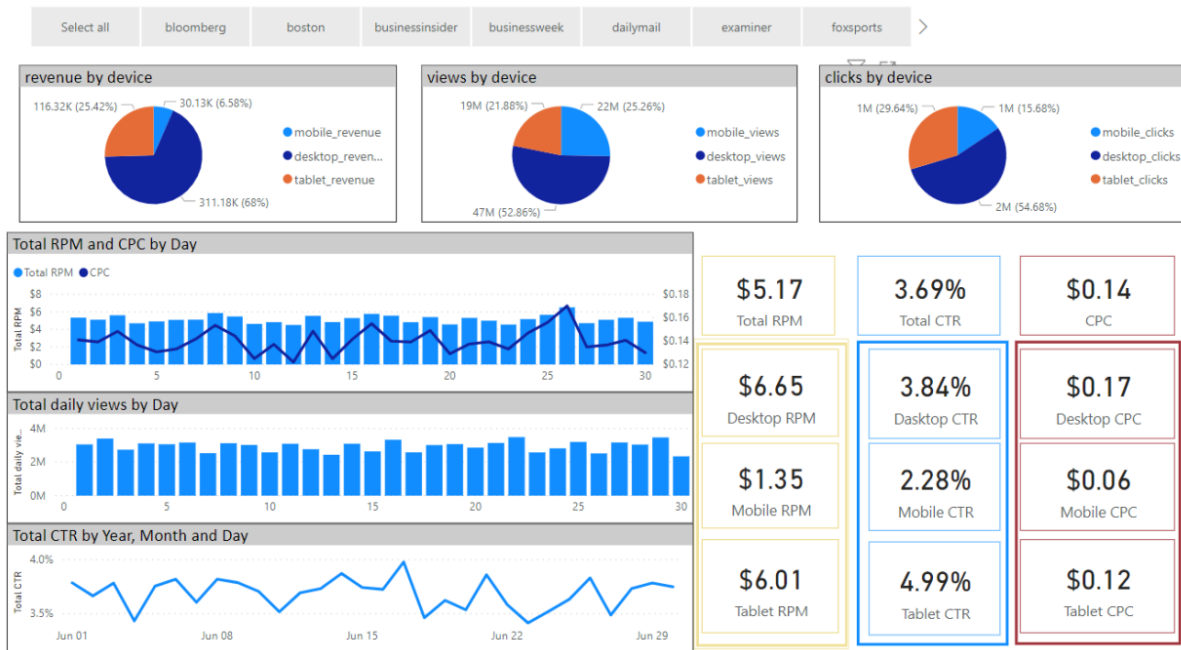 Select all
bloomberg
boston
businessinsider
businessweek
dailymail
examiner
foxsports
revenue by device
116.32K (25.42%)
30.13K (6.58%)
311.18K (68%)
mobile_revenue
desktop_reven...
tablet_revenue
views by device
19M (21.88%)
22M (25.26%)
47M (52.86%)
mobile_views
desktop_views
tablet_views
clicks by device
1M (29.64%)
1M (15.68%)
2M (54.68%)
mobile_clicks
desktop_clicks
tablet_clicks
Total RPM and CPC by Day
Total RPM CPC
Total RPM
$8
$6
$4
$2
$0
$0.18
$0.16
$0.14
$0.12
0 5 10 15 20 25 30
Total daily views by Day
Total daily vie...
4M
2M
0M
0 5 10 15 20 25 30
Total CTR by Year, Month and Day
Total CTR
4.0%
3.5%
Jun 01 Jun 08 Jun 15 Jun 22 Jun 29
$5.17
Total RPM
3.69%
Total CTR
$0.14
CPC
$6.65
Desktop RPM
3.84%
Dasktop CTR
$0.17
Desktop CPC
$1.35
Mobile RPM
2.28%
Mobile CTR
$0.06
Mobile CPC
$6.01
Tablet RPM
4.99%
Tablet CTR
$0.12
Tablet CPC